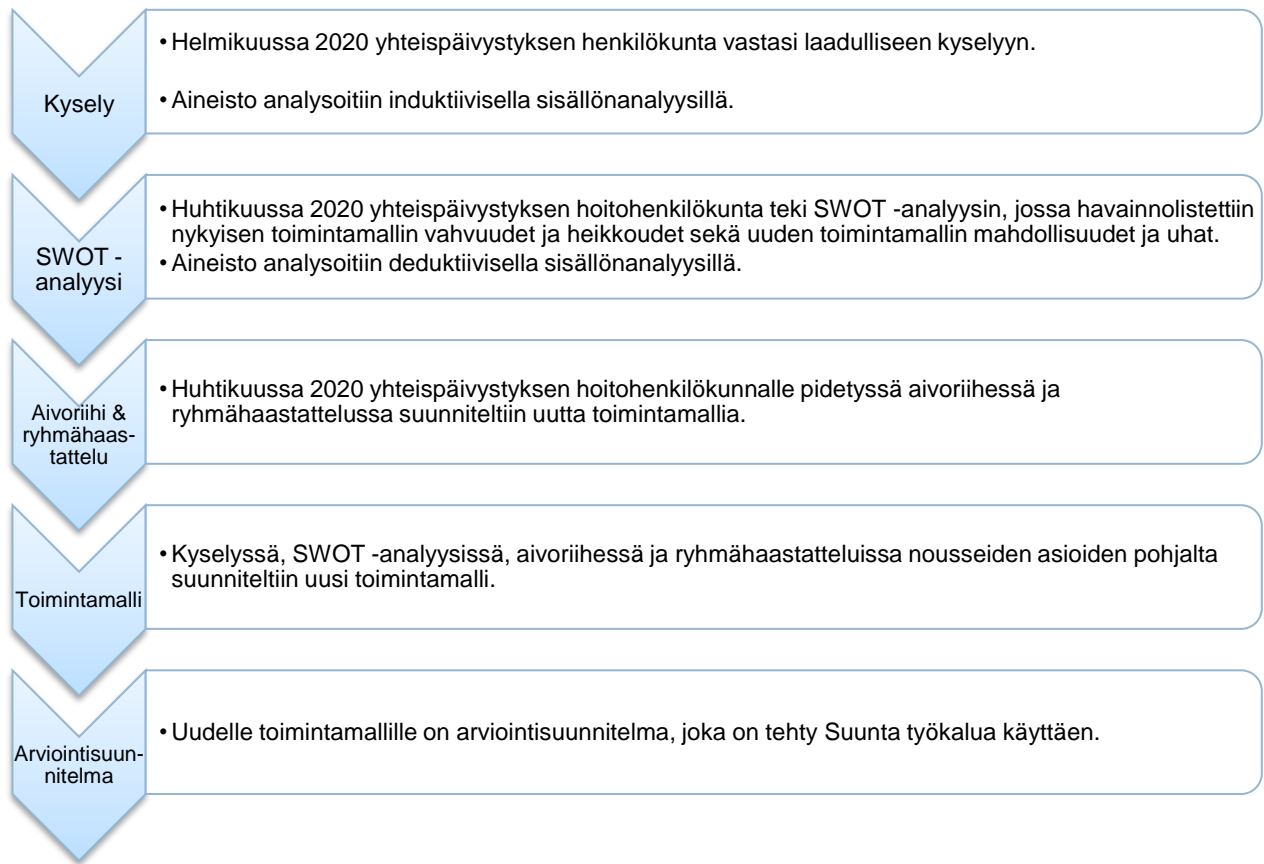 Kysely
• Helmikuussa 2020 yhteispäivystyksen henkilökunta vastasi laadulliseen kyselyyn.
• Aineisto analysoitiin induktiivisella sisällönanalyysillä.
SWOT -
analyysi
• Huhtikuussa 2020 yhteispäivystyksen hoitohenkilökunta teki SWOT -analyysin, jossa havainnolistettiin
nykyisen toimintamallin vahvuudet ja heikkoudet sekä uuden toimintamallin mahdollisuudet ja uhat.
• Aineisto analysoitiin deduktiivisella sisällönanalyysillä.
Aivoriihi &
ryhmähaas-
tattelu
• Huhtikuussa 2020 yhteispäivystyksen hoitohenkilökunnalle pidetyssä aivoriihessä ja
ryhmähaastattelussa suunniteltiin uutta toimintamallia.
Toimintamalli
• Kyselyssä, SWOT -analyysissä, aivoriihessä ja ryhmähaastatteluissa nousseiden asioiden pohjalta
suunniteltiin uusi toimintamalli.
Arviointisuun-
nitelma
• Uudelle toimintamallille on arviointisuunnitelma, joka on tehty Suunta työkalua käyttäen.